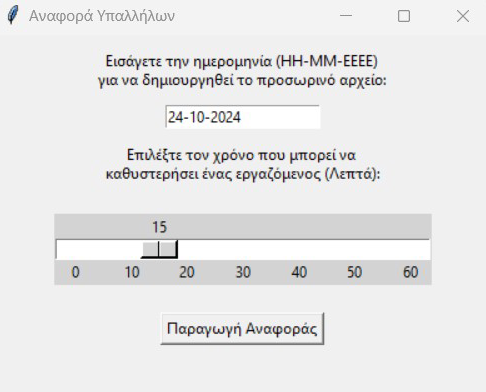 Αναφορά Υπαλλήλων
Εισάγετε την ημερομηνία (ΗΗ-ΜΜ-ΕΕΕΕ)
για να δημιουργηθεί το προσωρινό αρχείο:
24-10-2024
Επιλέξτε τον χρόνο που μπορεί να
καθυστερήσει ένας εργαζόμενος (Λεπτά):
15
0 10 20 30 40 50 60
Παραγωγή Αναφοράς